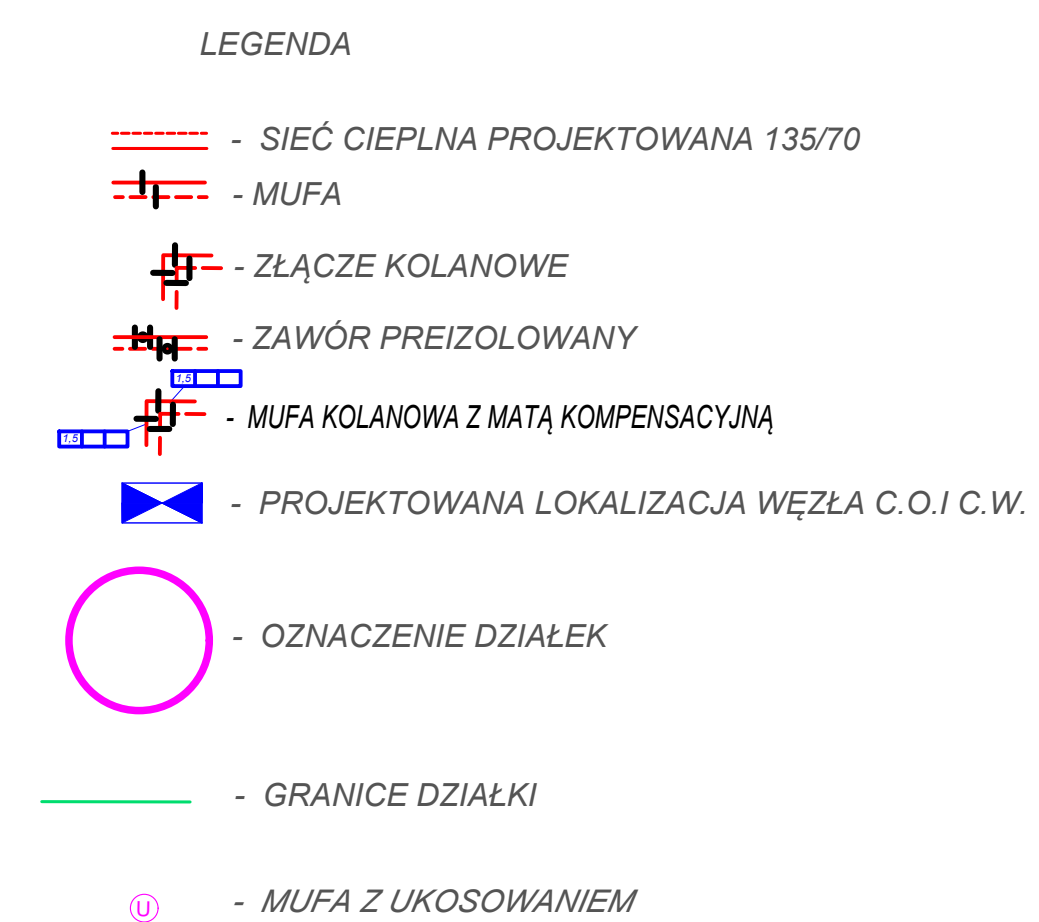 LEGENDA
- SIEĆ CIEPLNA PROJEKTOWANA 135/70
- MUFA
- ZŁĄCZE KOLANOWE
- ZAWÓR PREIZOLOWANY
1,5
- MUFA KOLANOWA Z MATĄ KOMPENSACYJNĄ
1,5
- PROJEKTOWANA LOKALIZACJA WĘZŁA C.O.I C.W.
- OZNACZENIE DZIAŁEK
- GRANICE DZIAŁKI
U - MUFA Z UKOSOWANIEM